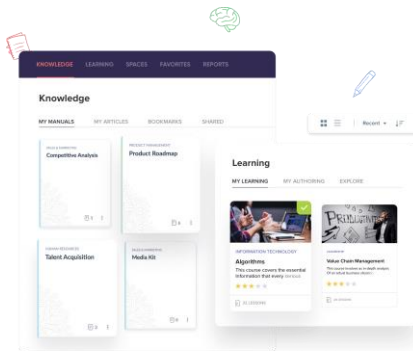 KNOWLEDGE LEARNING SPACES FAVORITES REPORTS
Knowledge
MY MANUALS MY ARTICLES BOOKMARKS SHARED
Competitive Analysis
PROJECT MANAGEMENT
Product Roadmap
HUMAN RESOURCES
Talent Acquisition
Media Kit
Recent
Learning
MY LEARNING MY AUTHORING EXPLORE
INFORMATION TECHNOLOGY
Algorithms
This course covers the essential
information that every
PRODUCTIVITY
Value Chain Management